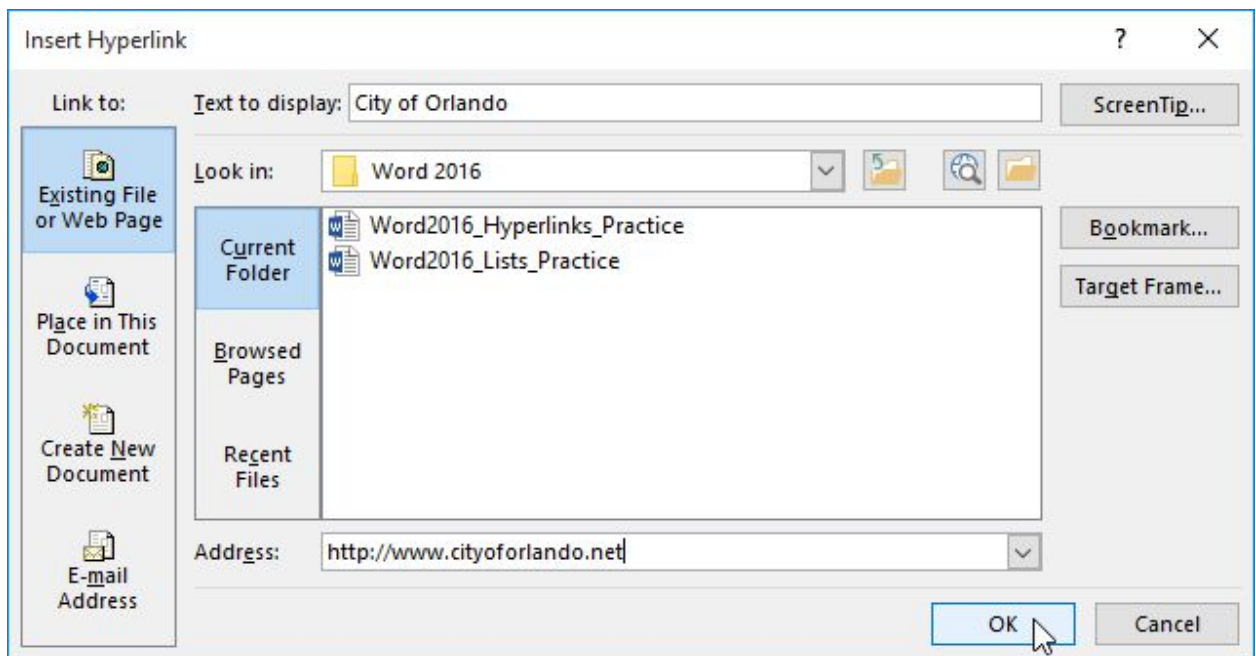 Insert Hyperlink
?
Link to:
Text to display: City of Orlando
ScreenTip...
Existing File
or Web Page
Look in:
Word 2016
Current
Folder
Word2016_Hyperlinks_Practice
Word2016_Lists_Practice
Bookmark...
Target Frame...
Place in This
Document
Browsed
Pages
Create New
Document
Recent
Files
E-mail
Address
Address: http://www.cityoforlando.net
OK
Cancel